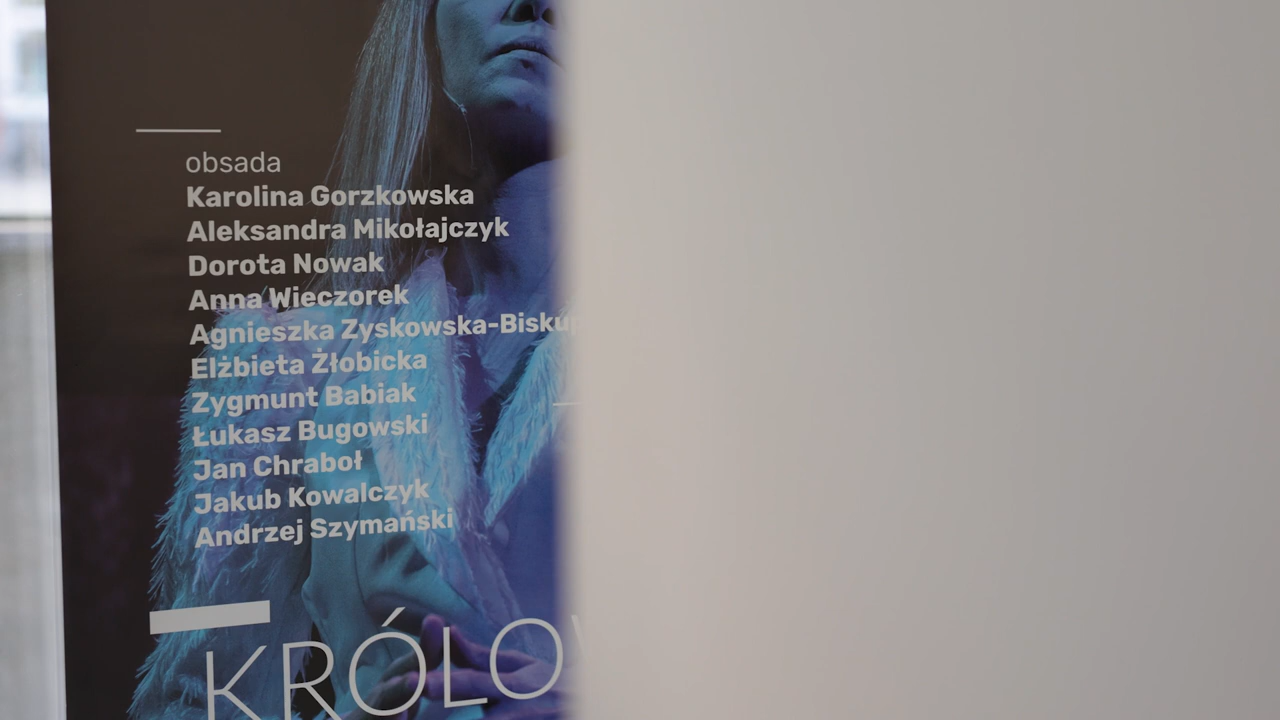 obsada
Karolina Gorzkowska
Aleksandra Mikołajczyk
Dorota Nowak
Anna Wieczorek
Agnieszka Zyskowska-Biskup
Elżbieta Żłobicka
Zygmunt Babiak
Łukasz Bugowski
Jan Chraboł
Jakub Kowalczyk
Andrzej Szymański
KRÓLO